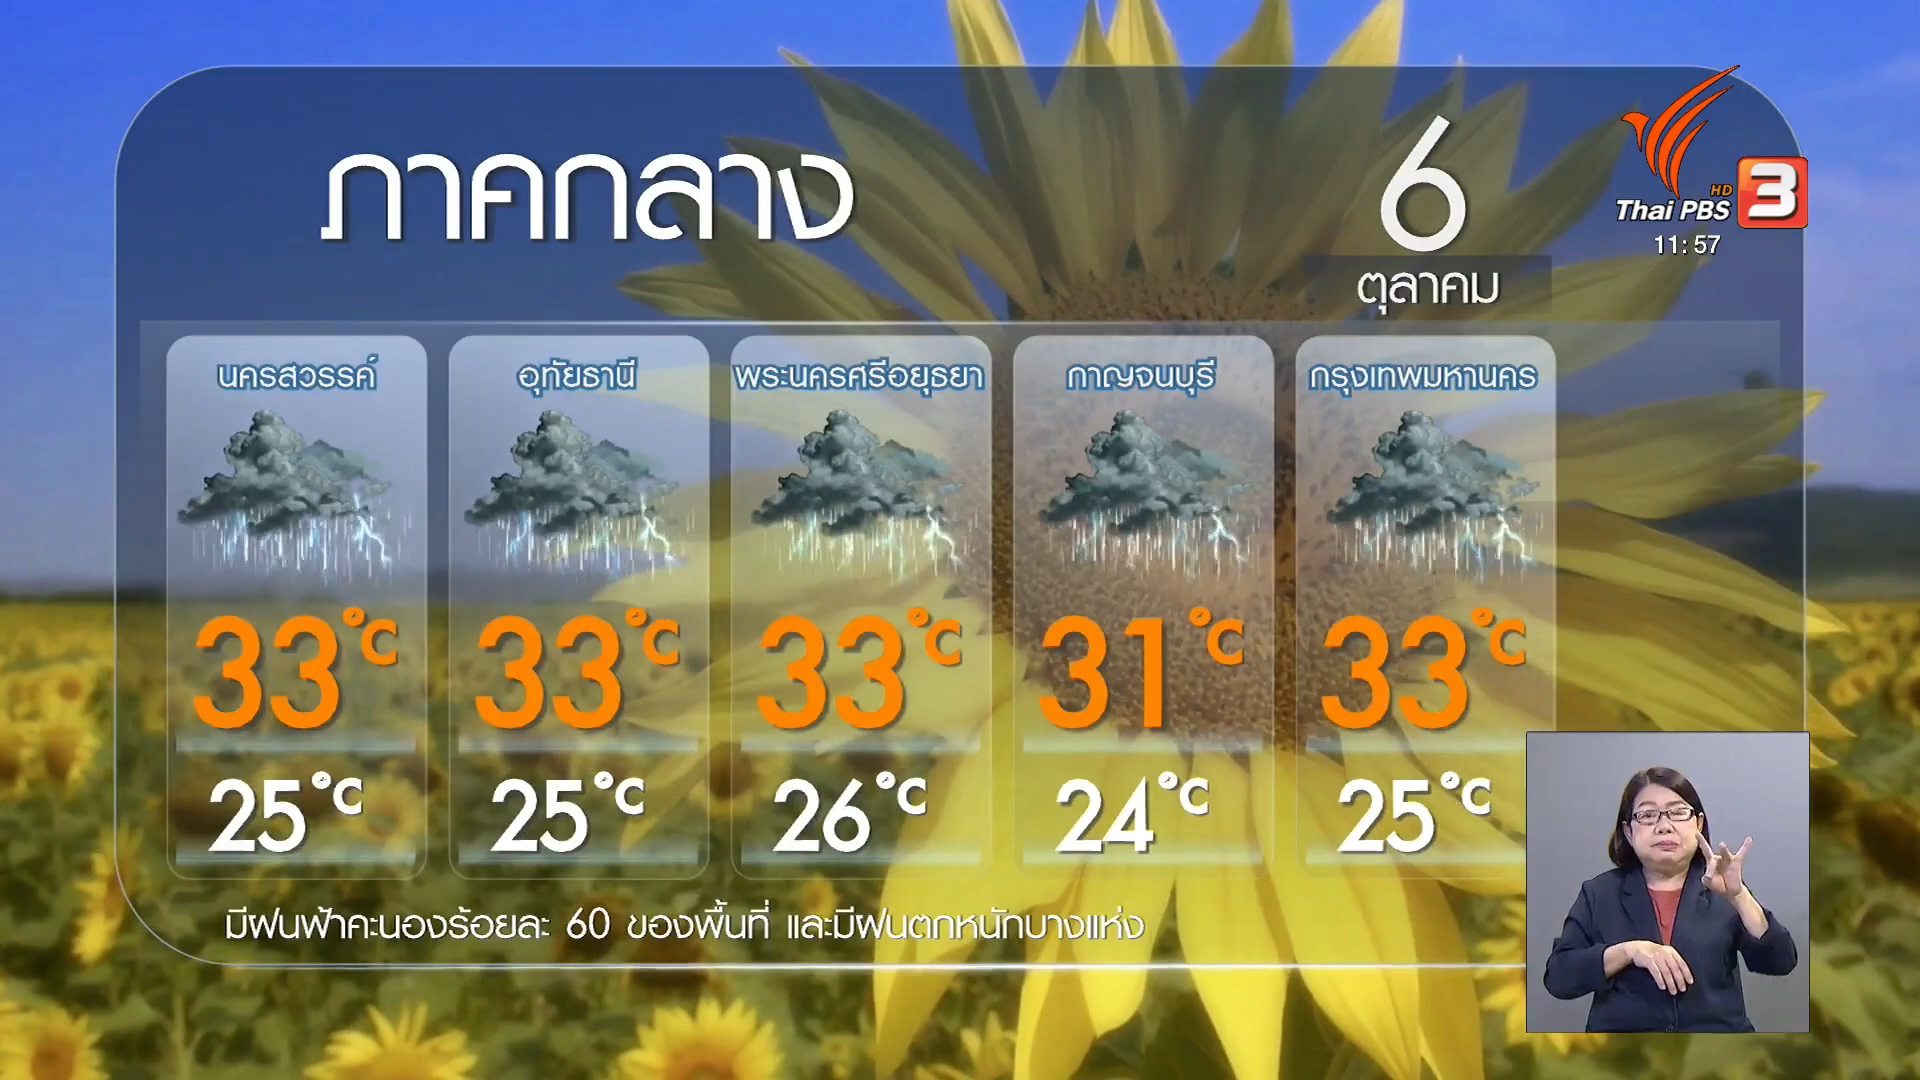 ภาคกลาง
6
ตุลาคม
HD
Thai PBS 3
11:57
นครสวรรค์ อุทัยธานี พระนครศรีอยุธยา กาญจนบุรี กรุงเทพมหานคร
33°C 33°C 33°C 31°C 33°C
25°C 25°C 26°C 24°C 25°C
มีฝนฟ้าคะนองร้อยละ 60 ของพื้นที่ และมีฝนตกหนักบางแห่ง